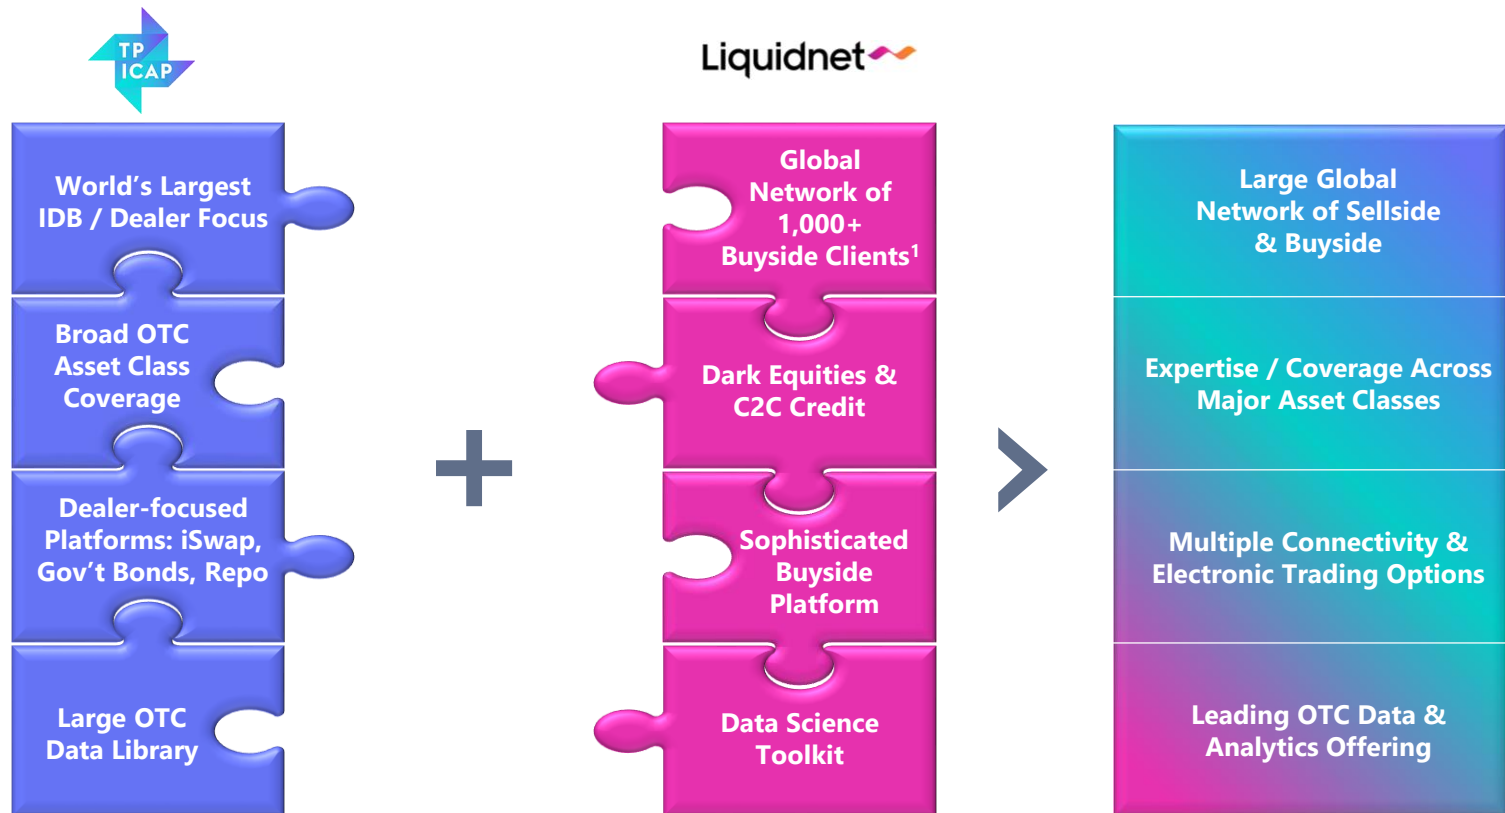 TP
ICAP
World’s Largest
IDB / Dealer Focus
Broad OTC
Asset Class
Coverage
Dealer-focused
Platforms: iSwap,
Gov’t Bonds, Repo
Large OTC
Data Library
+
Liquidnet
Global
Network of
1,000+
Buyside Clients¹
Dark Equities &
C2C Credit
Sophisticated
Buyside
Platform
Data Science
Toolkit
>
Large Global
Network of Sellside
& Buyside
Expertise / Coverage Across
Major Asset Classes
Multiple Connectivity &
Electronic Trading Options
Leading OTC Data &
Analytics Offering